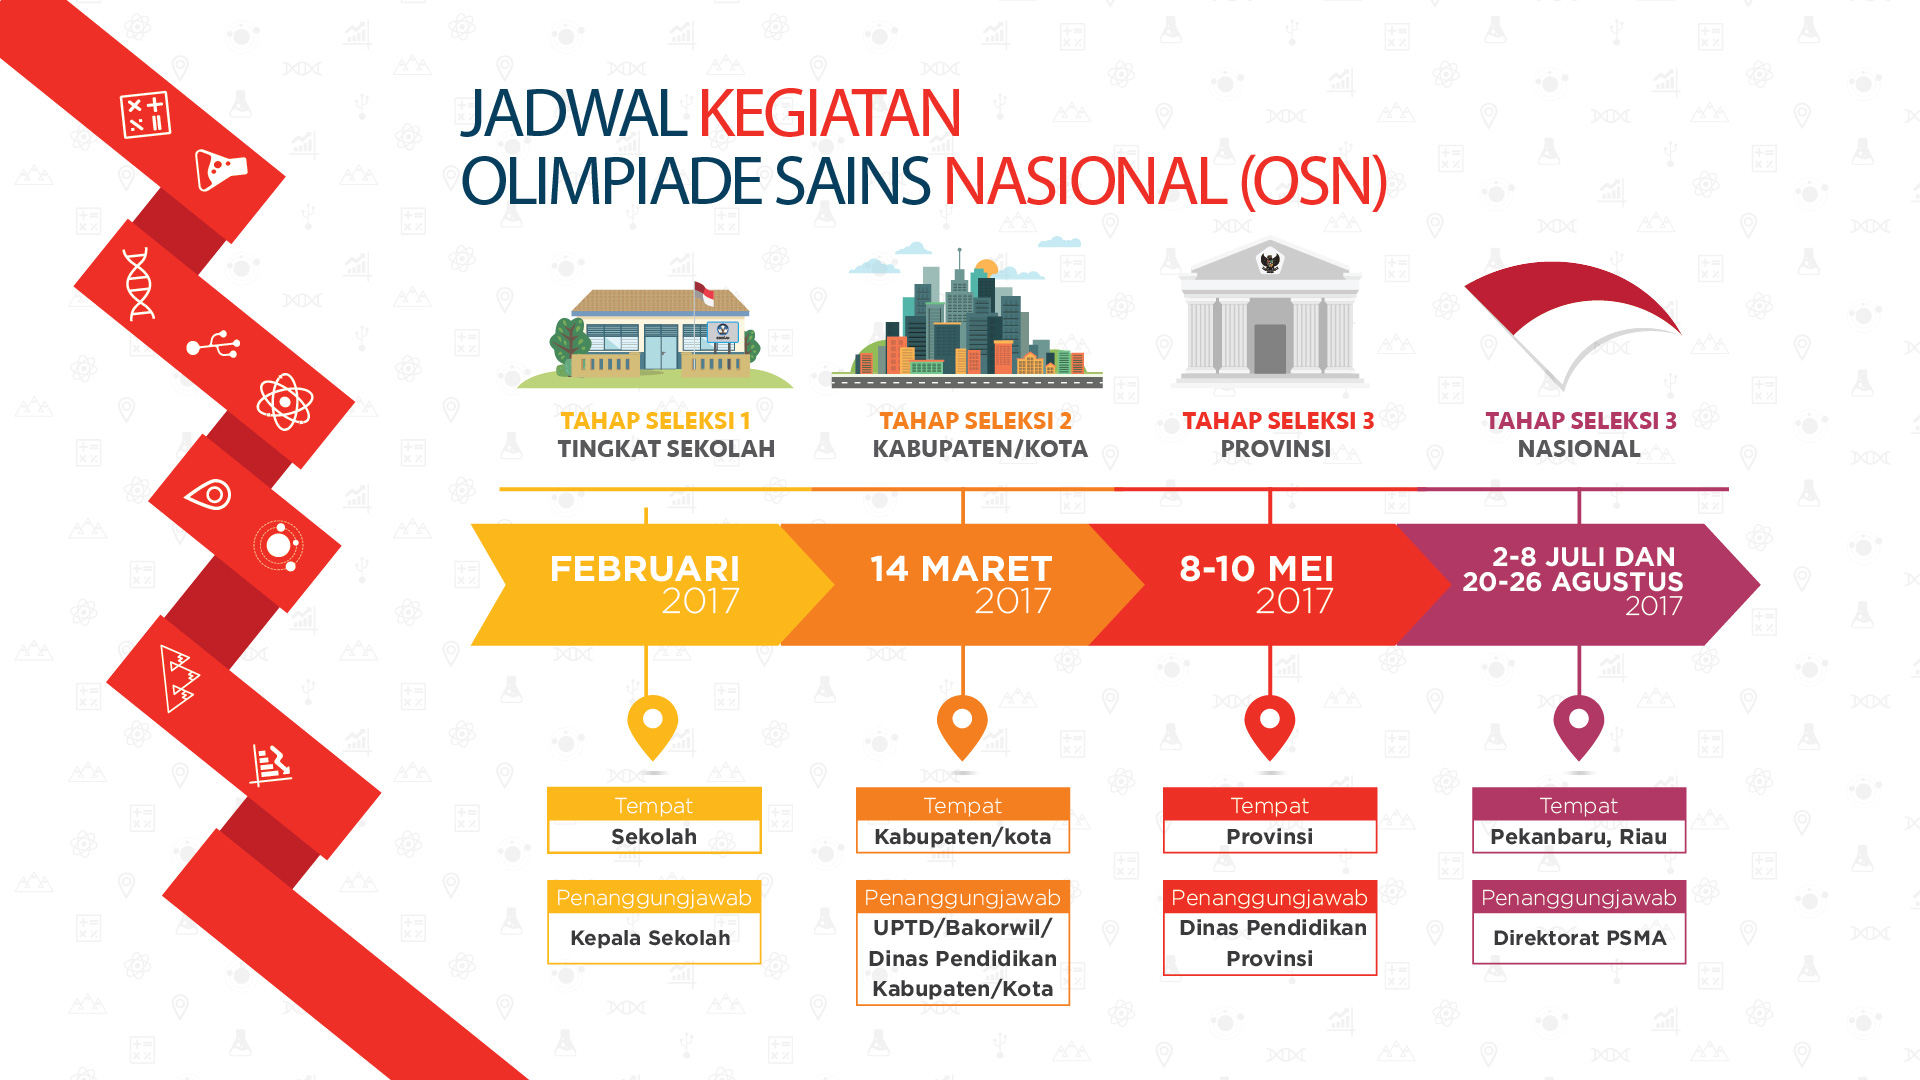 JADWAL KEGIATAN
OLIMPIADE SAINS NASIONAL (OSN)
TAHAP SELEKSI 1
TINGKAT SEKOLAH
TAHAP SELEKSI 2
KABUPATEN/KOTA
TAHAP SELEKSI 3
PROVINSI
TAHAP SELEKSI 3
NASIONAL
FEBRUARI
2017
14 MARET
2017
8-10 MEI
2017
2-8 JULI DAN
20-26 AGUSTUS
2017
Tempat
Sekolah
Tempat
Kabupaten/kota
Tempat
Provinsi
Tempat
Pekanbaru, Riau
Penanggungjawab
Kepala Sekolah
Penanggungjawab
UPTD/Bakorwil/
Dinas Pendidikan
Kabupaten/Kota
Penanggungjawab
Dinas Pendidikan
Provinsi
Penanggungjawab
Direktorat PSMA